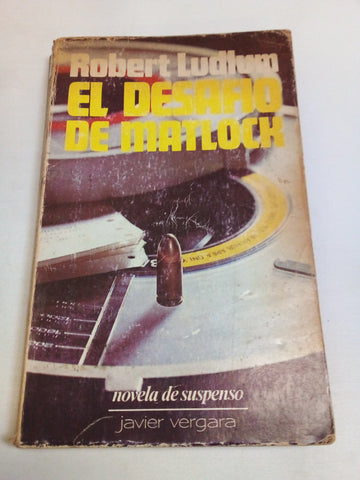 Robert Ludlum
EL DESAFIO
DE MATLOCK
novela de suspenso
javier vergara